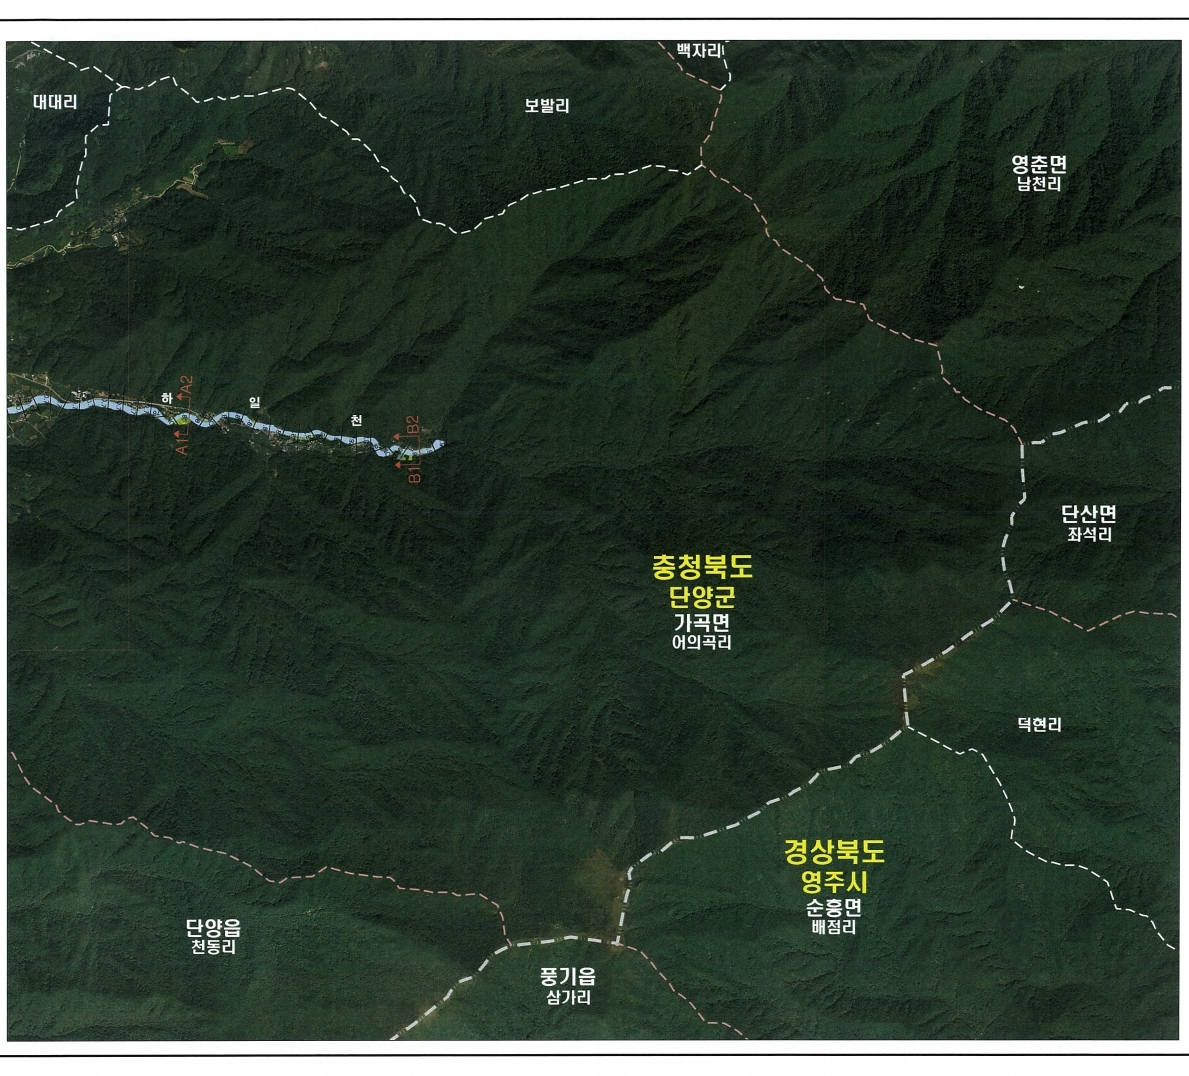 백자리
대대리
보발리
영춘면
남천리
하 일 천
A2
A1
B2
B1
단산면
좌석리
충청북도
단양군
가곡면
어의곡리
덕현리
경상북도
영주시
순흥면
배점리
단양읍
천동리
풍기읍
삼가리